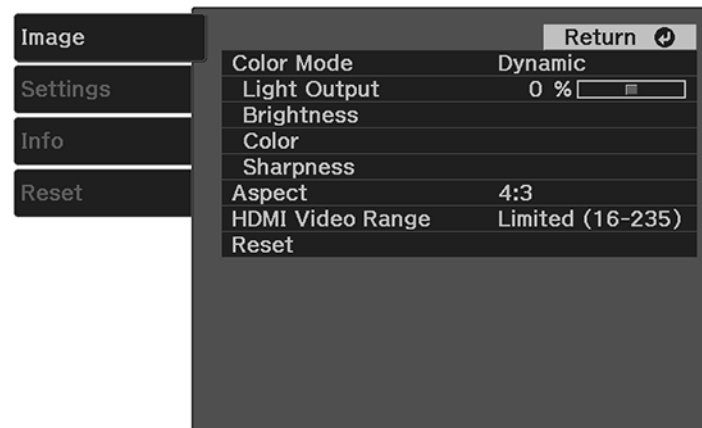 Image
Settings
Info
Reset
Return
Color Mode Dynamic
Light Output 0 %
Brightness
Color
Sharpness
Aspect 4:3
HDMI Video Range Limited (16-235)
Reset